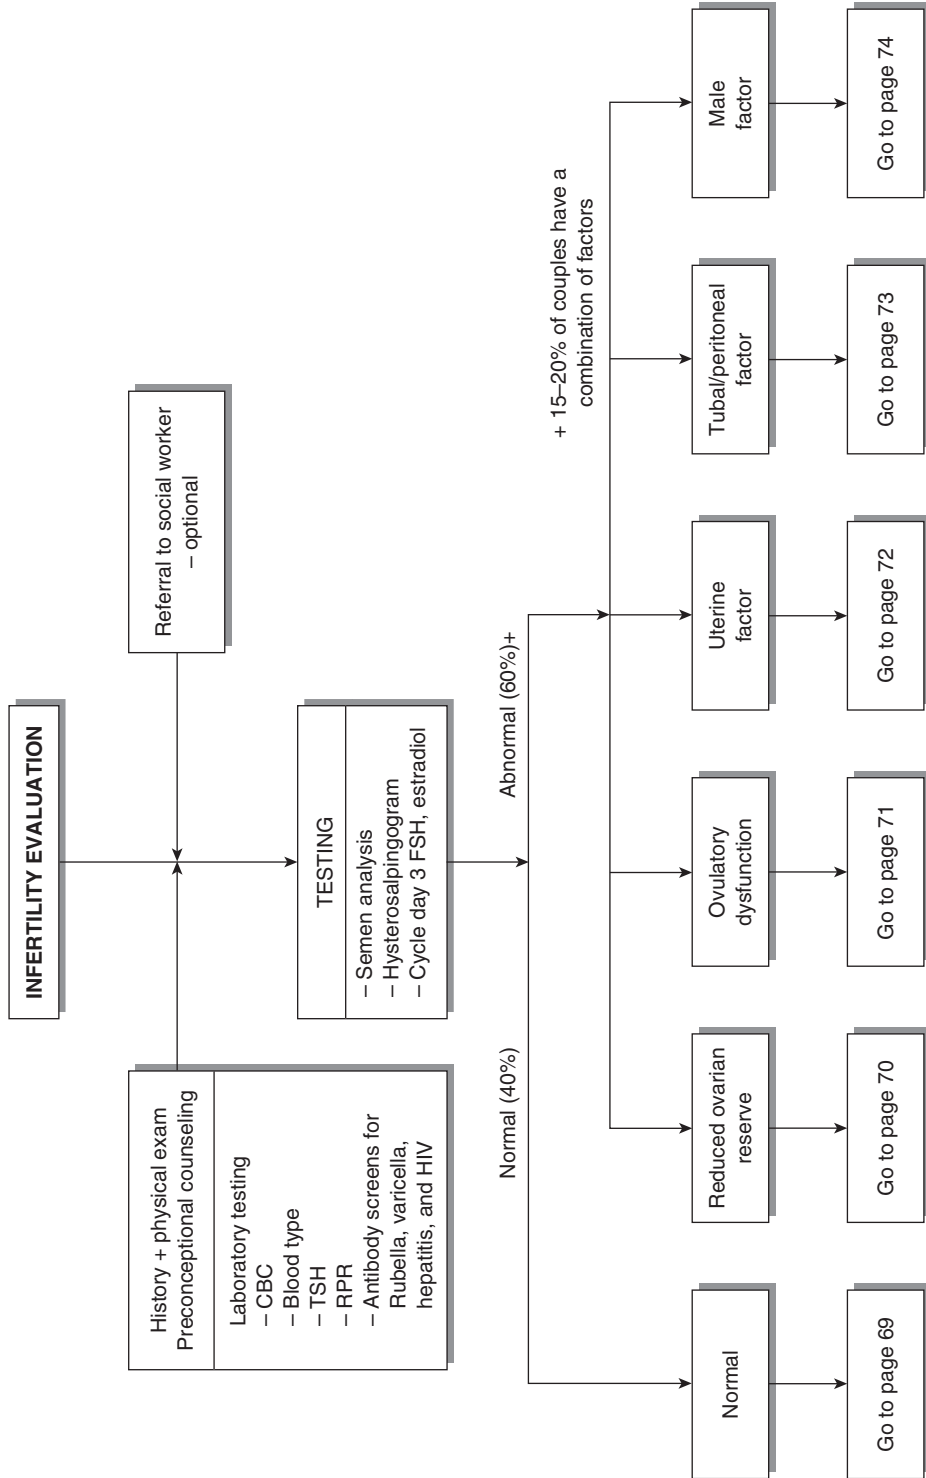 INFERTILITY EVALUATION
History + physical exam
Preconceptional counseling
Laboratory testing
– CBC
– Blood type
– TSH
– RPR
– Antibody screens for
Rubella, varicella,
hepatitis, and HIV
Referral to social worker
– optional
TESTING
– Semen analysis
– Hysterosalpingogram
– Cycle day 3 FSH, estradiol
Normal (40%)
Abnormal (60%)+
+ 15–20% of couples have a
combination of factors
Normal
Reduced ovarian
reserve
Ovulatory
dysfunction
Uterine
factor
Tubal/peritoneal
factor
Male
factor
Go to page 69
Go to page 70
Go to page 71
Go to page 72
Go to page 73
Go to page 74